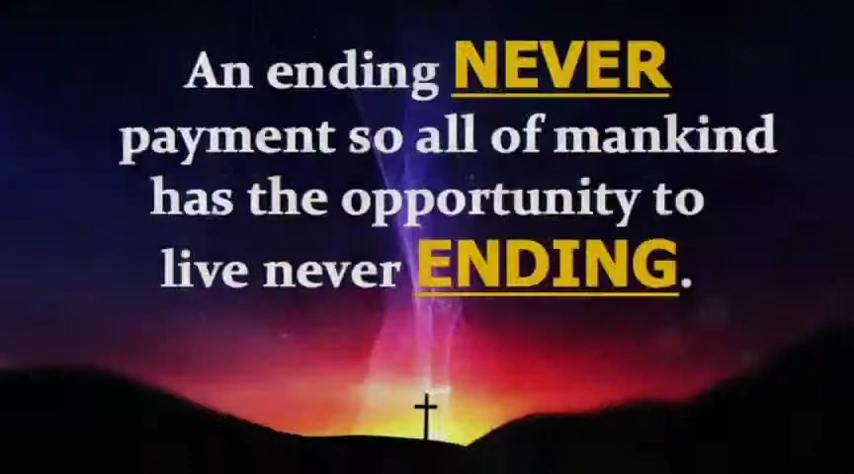 An ending NEVER
payment so all of mankind
has the opportunity to
live never ENDING.